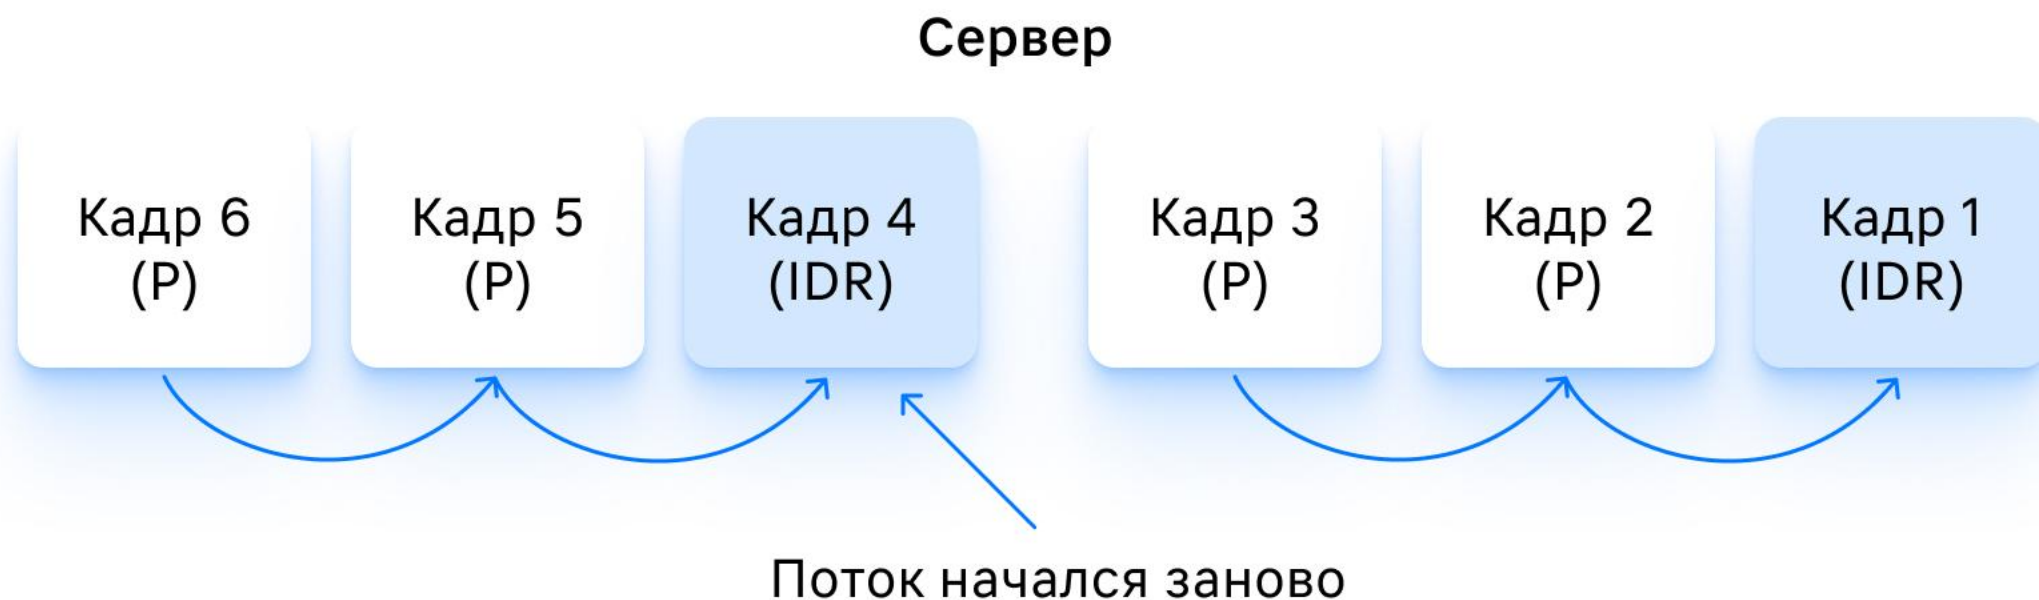 Сервер
Кадр 6
(P)
Кадр 5
(P)
Кадр 4
(IDR)
Кадр 3
(P)
Кадр 2
(P)
Кадр 1
(IDR)
Поток начался заново